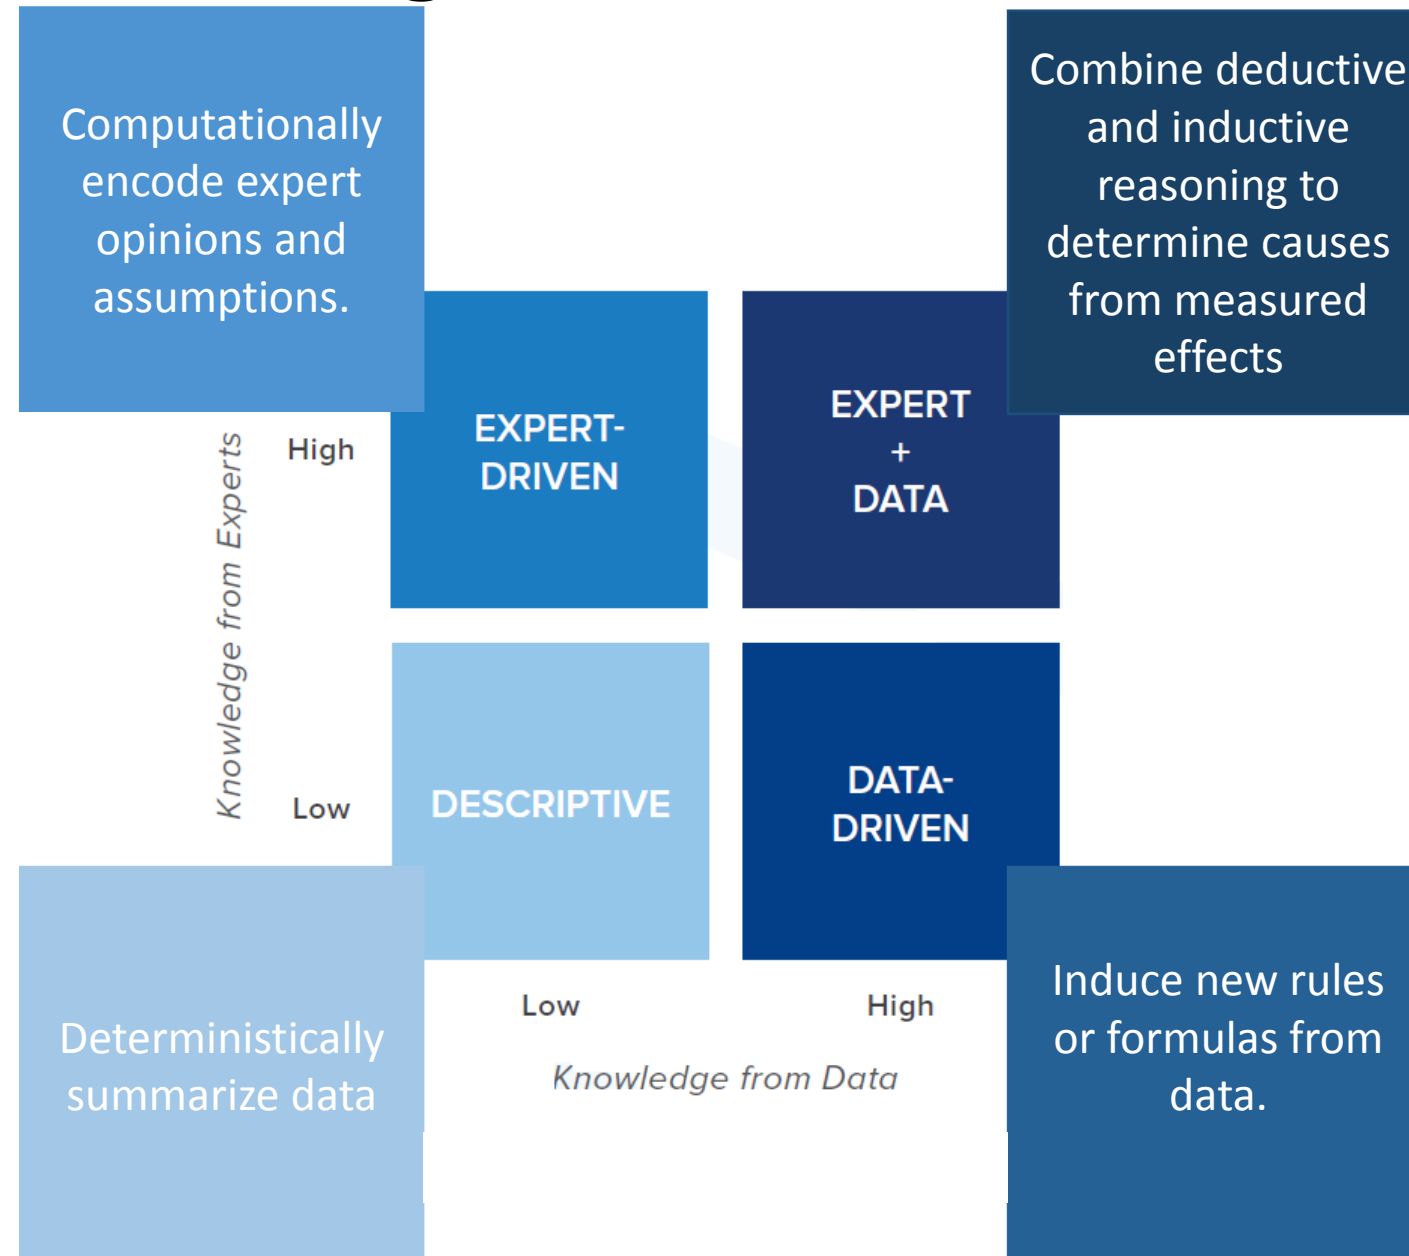 Computationally
encode expert
opinions and
assumptions.
Combine deductive
and inductive
reasoning to
determine causes
from measured
effects
Knowledge from Experts
High
EXPERT-
DRIVEN
EXPERT
+
DATA
Low
DESCRIPTIVE
DATA-
DRIVEN
Deterministically
summarize data
Low
High
Knowledge from Data
Induce new rules
or formulas from
data.